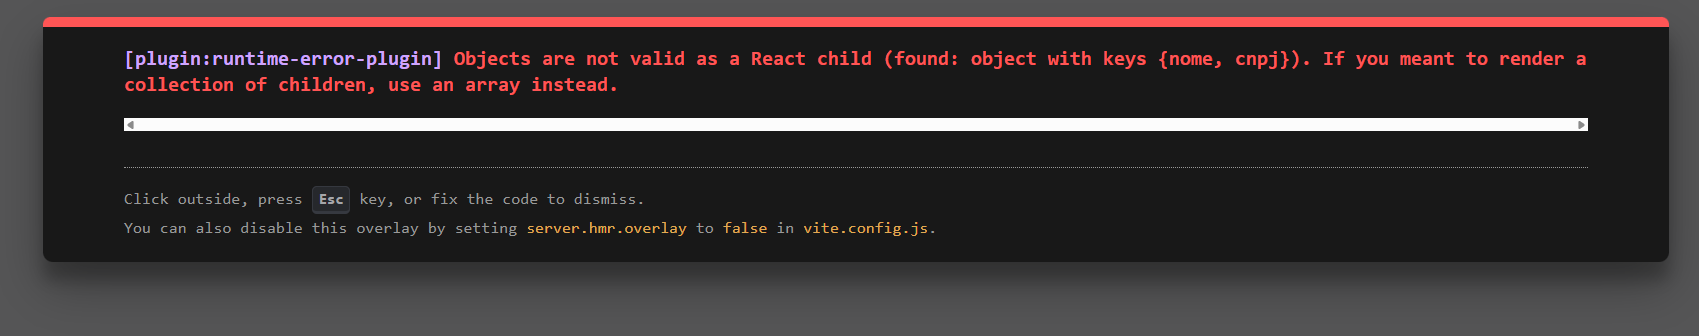 [plugin:runtime-error-plugin] Objects are not valid as a React child (found: object with keys {nome, cnpj}). If you meant to render a
collection of children, use an array instead.
Click outside, press Esc key, or fix the code to dismiss.
You can also disable this overlay by setting server.hmr.overlay to false in vite.config.js.